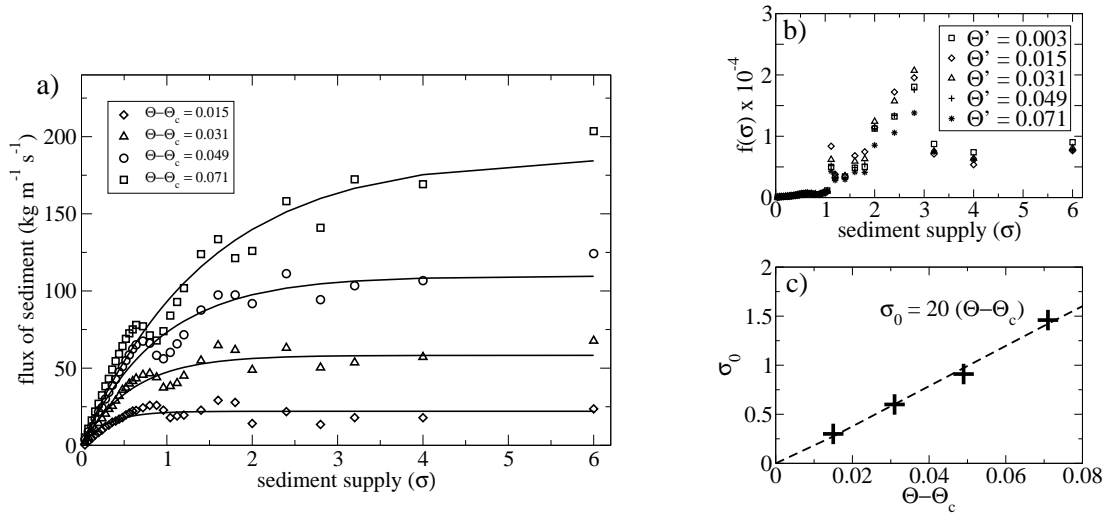 a)
flux of sediment (kg m⁻¹ s⁻¹)
200
150
100
50
0
Θ−Θc = 0.015
Θ−Θc = 0.031
Θ−Θc = 0.049
Θ−Θc = 0.071
0 1 2 3 4 5 6
sediment supply (σ)
b)
f(σ) x 10⁻⁴
3
2
1
0
Θ’ = 0.003
Θ’ = 0.015
Θ’ = 0.031
Θ’ = 0.049
Θ’ = 0.071
0 1 2 3 4 5 6
sediment supply (σ)
c)
σ₀
2
1.5
1
0.5
0
σ₀ = 20 (Θ−Θc)
0 0.02 0.04 0.06 0.08
Θ−Θc